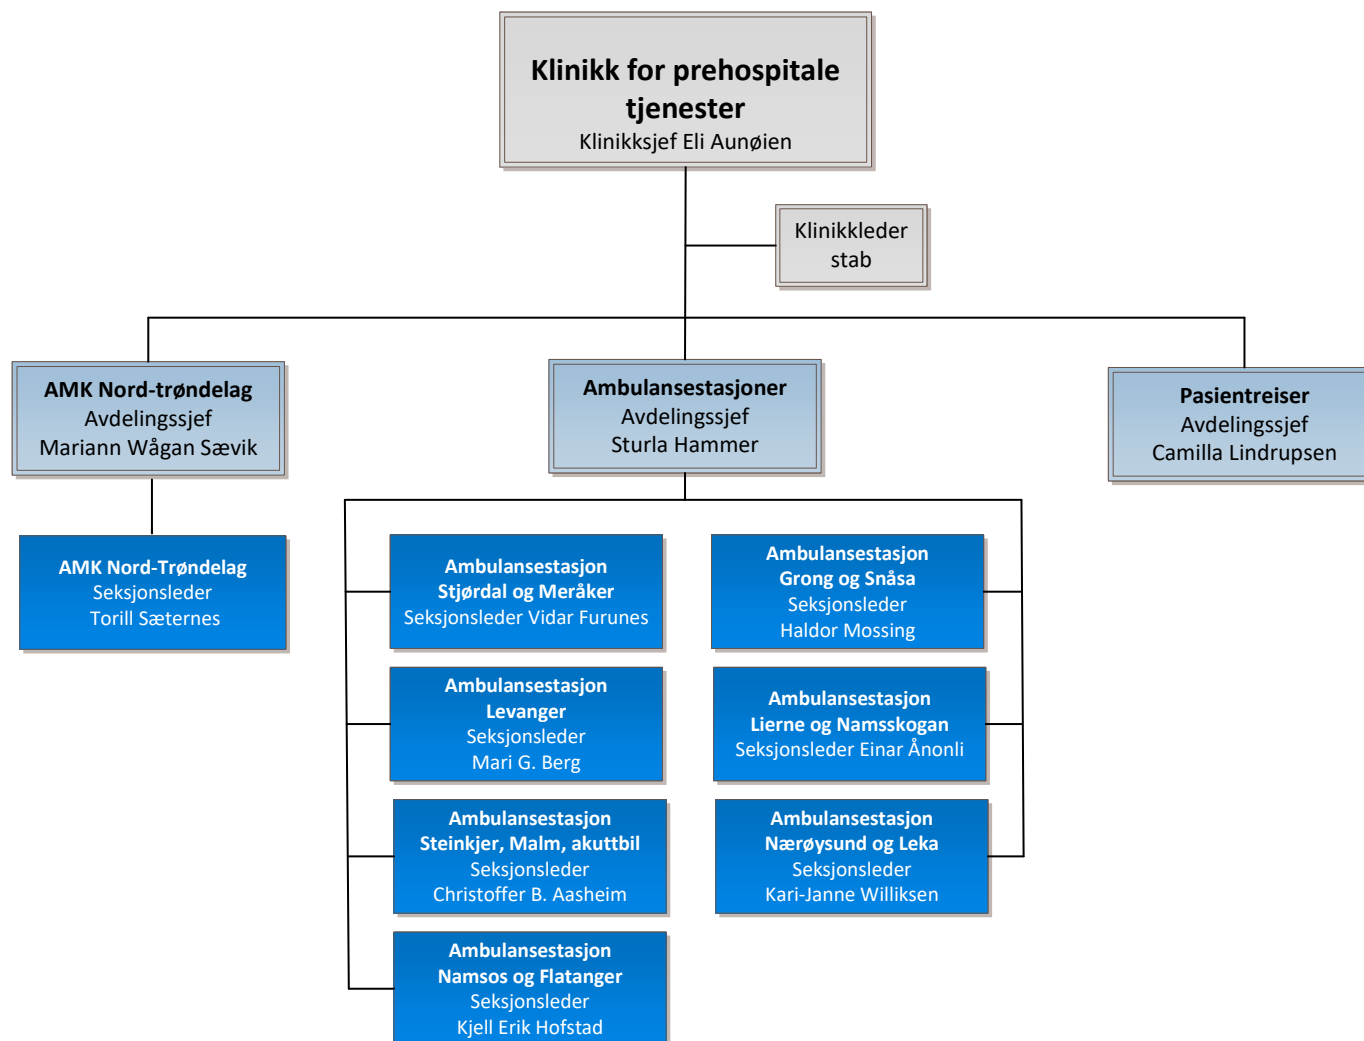 Klinikk for prehospitale
tjenester
Klinikksjef Eli Aunøien
Klinikkleder
stab
AMK Nord-trøndelag
Avdelingssjef
Mariann Wågan Sævik
Ambulansestasjoner
Avdelingssjef
Sturla Hammer
Pasientreiser
Avdelingssjef
Camilla Lindrupsen
AMK Nord-Trøndelag
Seksjonsleder
Torill Sæternes
Ambulansestasjon
Stjørdal og Meråker
Seksjonsleder Vidar Furunes
Ambulansestasjon
Grong og Snåsa
Seksjonsleder
Haldor Mossing
Ambulansestasjon
Levanger
Seksjonsleder
Mari G. Berg
Ambulansestasjon
Lierne og Namsskogan
Seksjonsleder Einar Ånonli
Ambulansestasjon
Steinkjer, Malm, akuttbil
Seksjonsleder
Christoffer B. Aasheim
Ambulansestasjon
Nærøysund og Leka
Seksjonsleder
Kari-Janne Williksen
Ambulansestasjon
Namsos og Flatanger
Seksjonsleder
Kjell Erik Hofstad